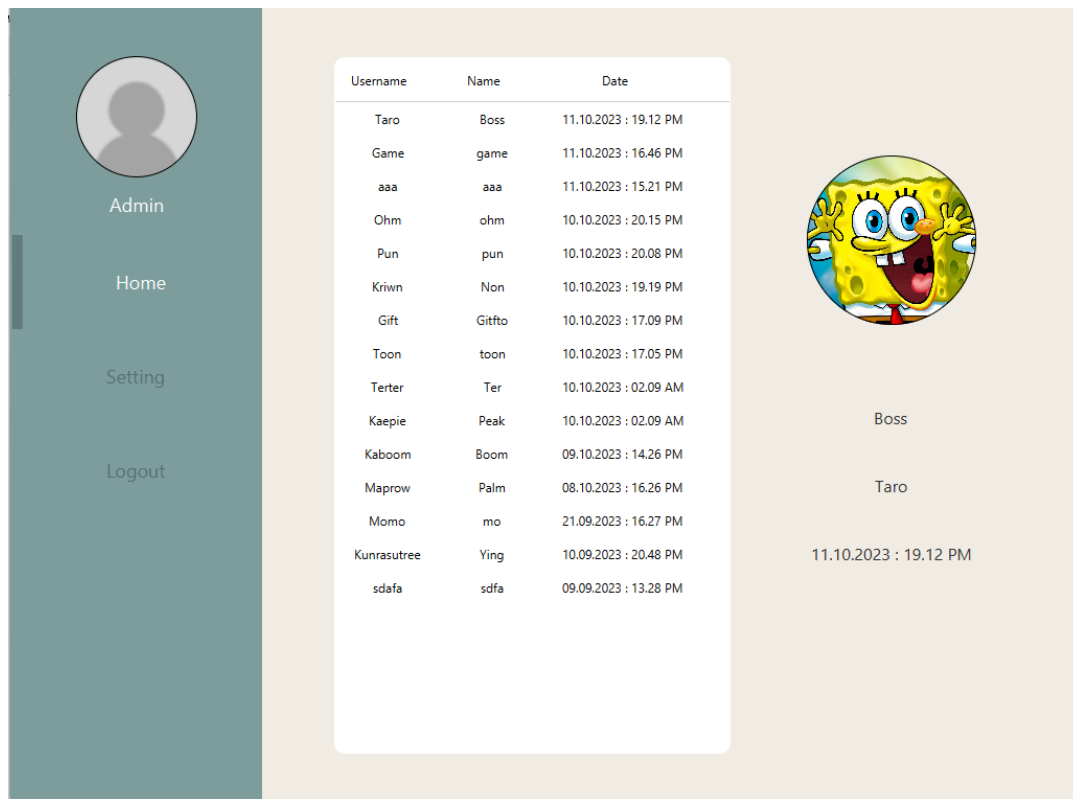 Admin
Home
Setting
Logout
Username Name Date
Taro Boss 11.10.2023 : 19.12 PM
Game game 11.10.2023 : 16.46 PM
aaa aaa 11.10.2023 : 15.21 PM
Ohm ohm 10.10.2023 : 20.15 PM
Pun pun 10.10.2023 : 20.08 PM
Kriwn Non 10.10.2023 : 19.19 PM
Gift Gitfto 10.10.2023 : 17.09 PM
Toon toon 10.10.2023 : 17.05 PM
Terter Ter 10.10.2023 : 02.09 AM
Kaepie Peak 10.10.2023 : 02.09 AM
Kaboom Boom 09.10.2023 : 14.26 PM
Maprow Palm 08.10.2023 : 16.26 PM
Momo mo 21.09.2023 : 16.27 PM
Kunrasutree Ying 10.09.2023 : 20.48 PM
sdafa sdfa 09.09.2023 : 13.28 PM
Boss
Taro
11.10.2023 : 19.12 PM